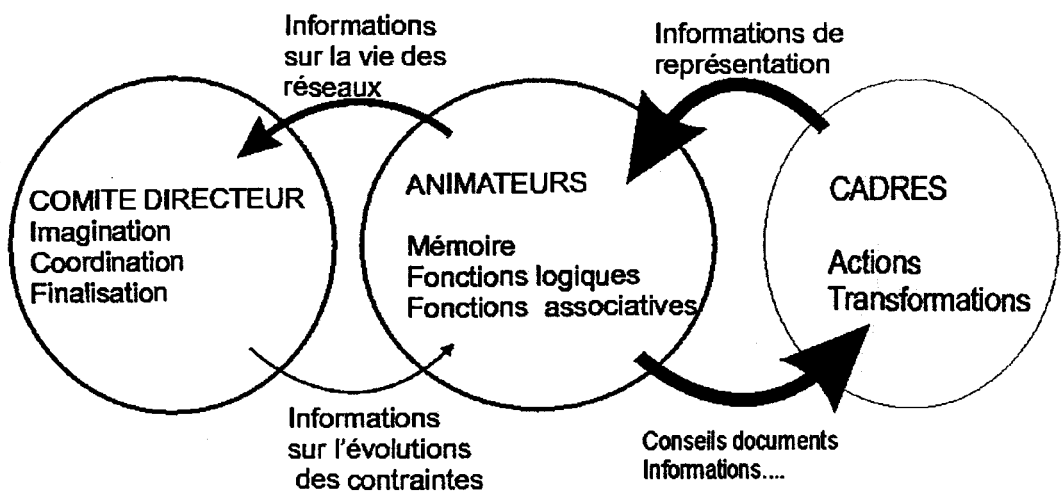 Informations
sur la vie des
réseaux
Informations de
représentation
COMITE DIRECTEUR
Imagination
Coordination
Finalisation
ANIMATEURS
Mémoire
Fonctions logiques
Fonctions associatives
CADRES
Actions
Transformations
Informations
sur l'évolutions
des contraintes
Conseils documents
Informations....